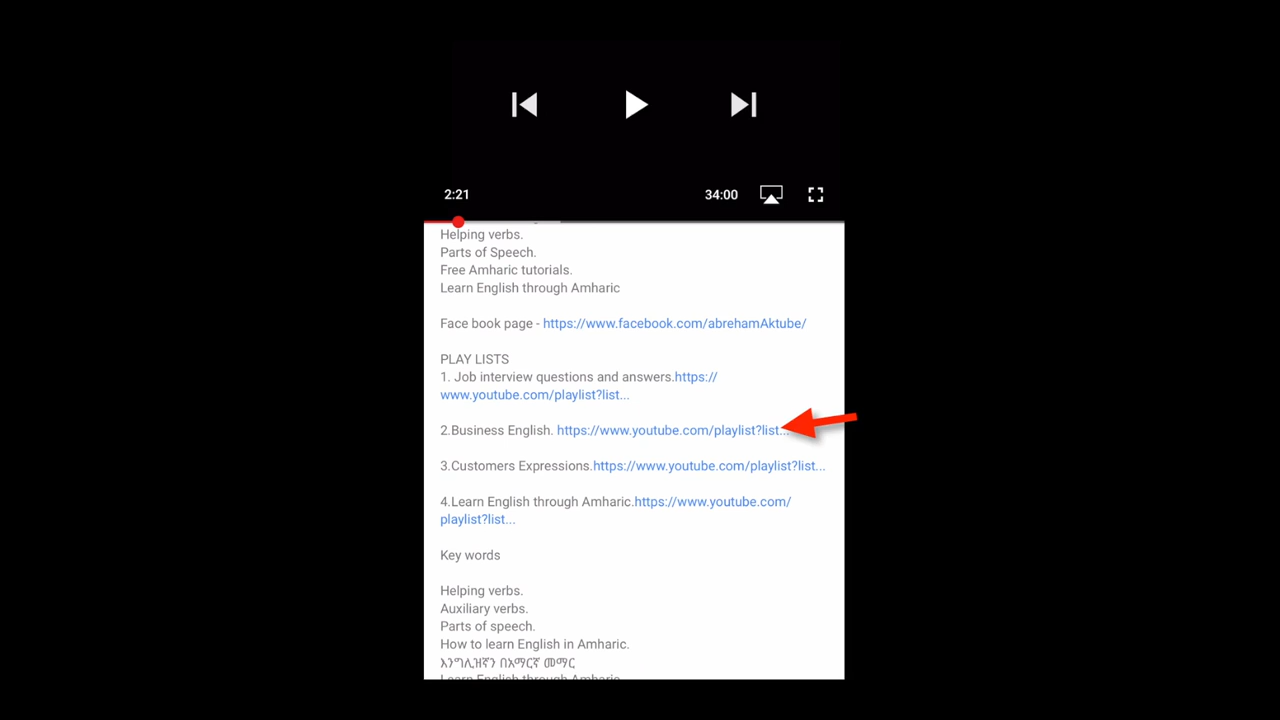 2:21
34:00
Helping verbs.
Parts of Speech.
Free Amharic tutorials.
Learn English through Amharic
Face book page - https://www.facebook.com/abrehamAktube/
PLAY LISTS
1. Job interview questions and answers.https://
www.youtube.com/playlist?list...
2.Business English. https://www.youtube.com/playlist?list...
3.Customers Expressions.https://www.youtube.com/playlist?list...
4.Learn English through Amharic.https://www.youtube.com/
playlist?list...
Key words
Helping verbs.
Auxiliary verbs.
Parts of speech.
How to learn English in Amharic.
እንግሊዝኛን በአማርኛ መማር
Learn English through Amharic